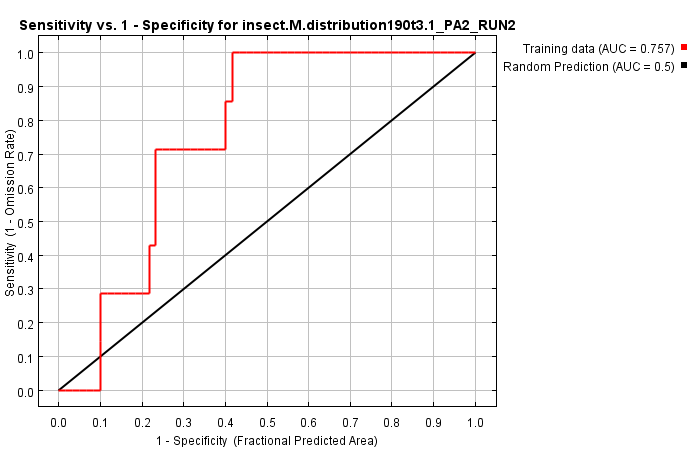 Sensitivity vs. 1 - Specificity for insect.M.distribution190t3.1_PA2_RUN2
Training data (AUC = 0.757)
Random Prediction (AUC = 0.5)
Sensitivity (1 - Omission Rate)
1.0
0.9
0.8
0.7
0.6
0.5
0.4
0.3
0.2
0.1
0.0
0.0 0.1 0.2 0.3 0.4 0.5 0.6 0.7 0.8 0.9 1.0
1 - Specificity (Fractional Predicted Area)